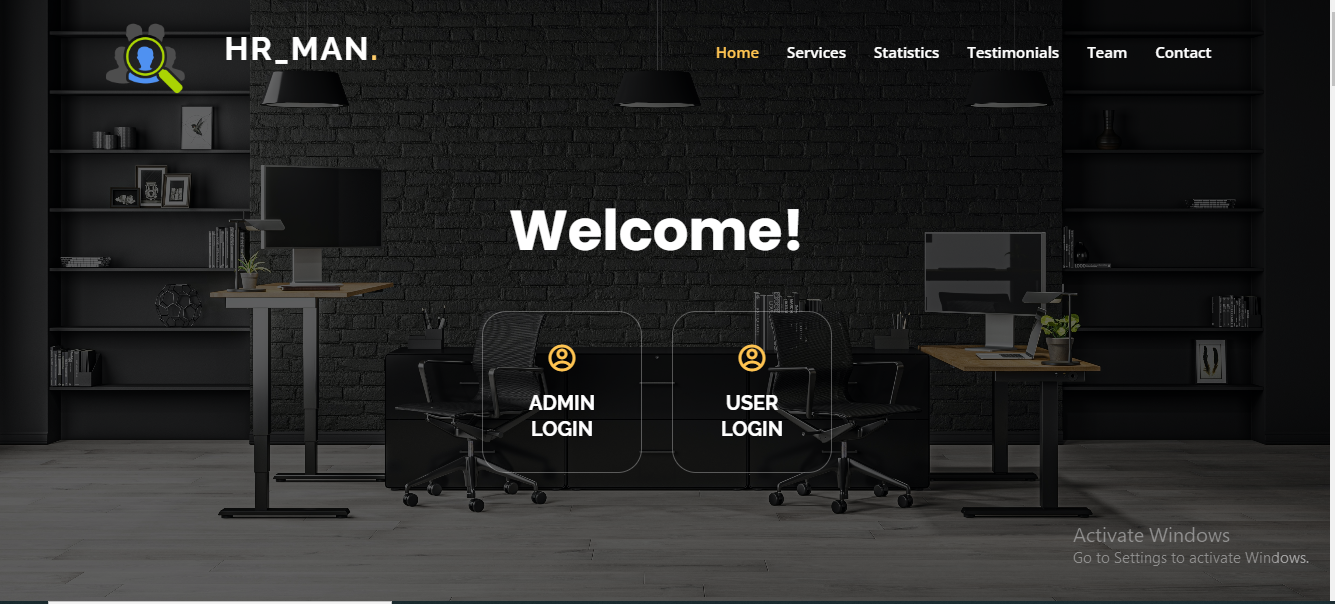 HR_MAN.
Home Services Statistics Testimonials Team Contact
Welcome!
ADMIN
LOGIN
USER
LOGIN
Activate Windows
Go to Settings to activate Windows.